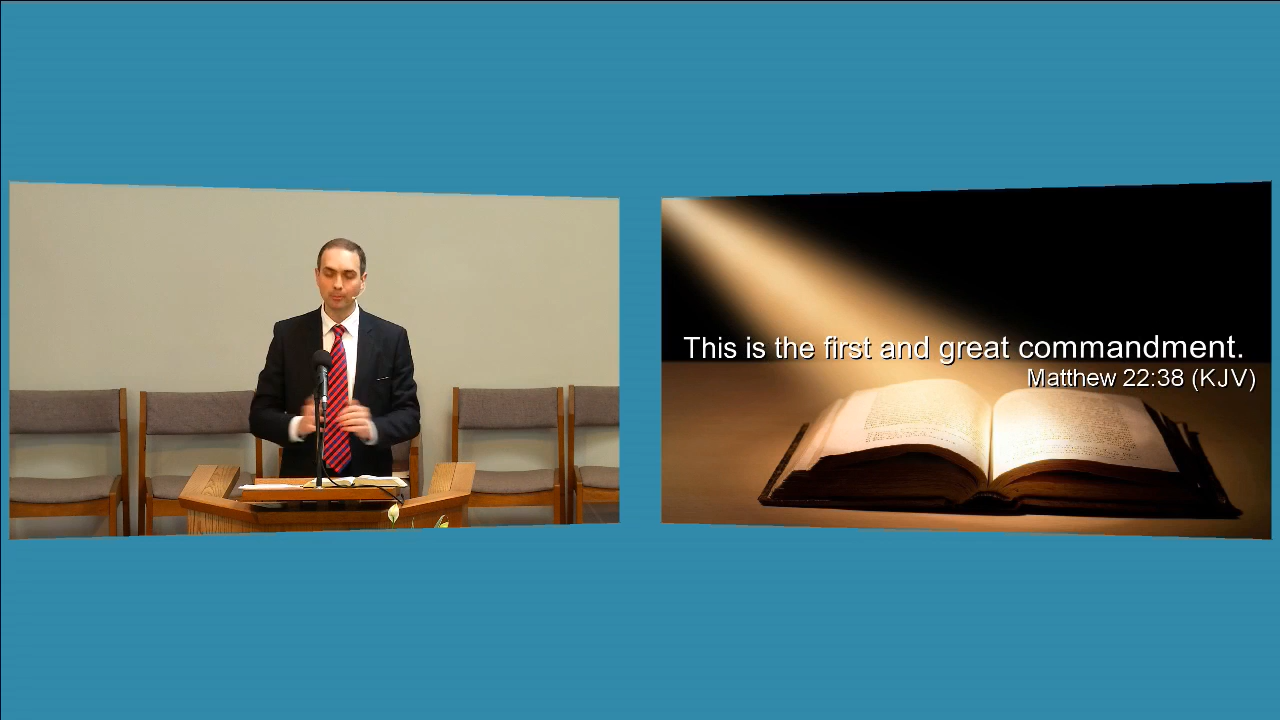 This is the first and great commandment.
Matthew 22:38 (KJV)